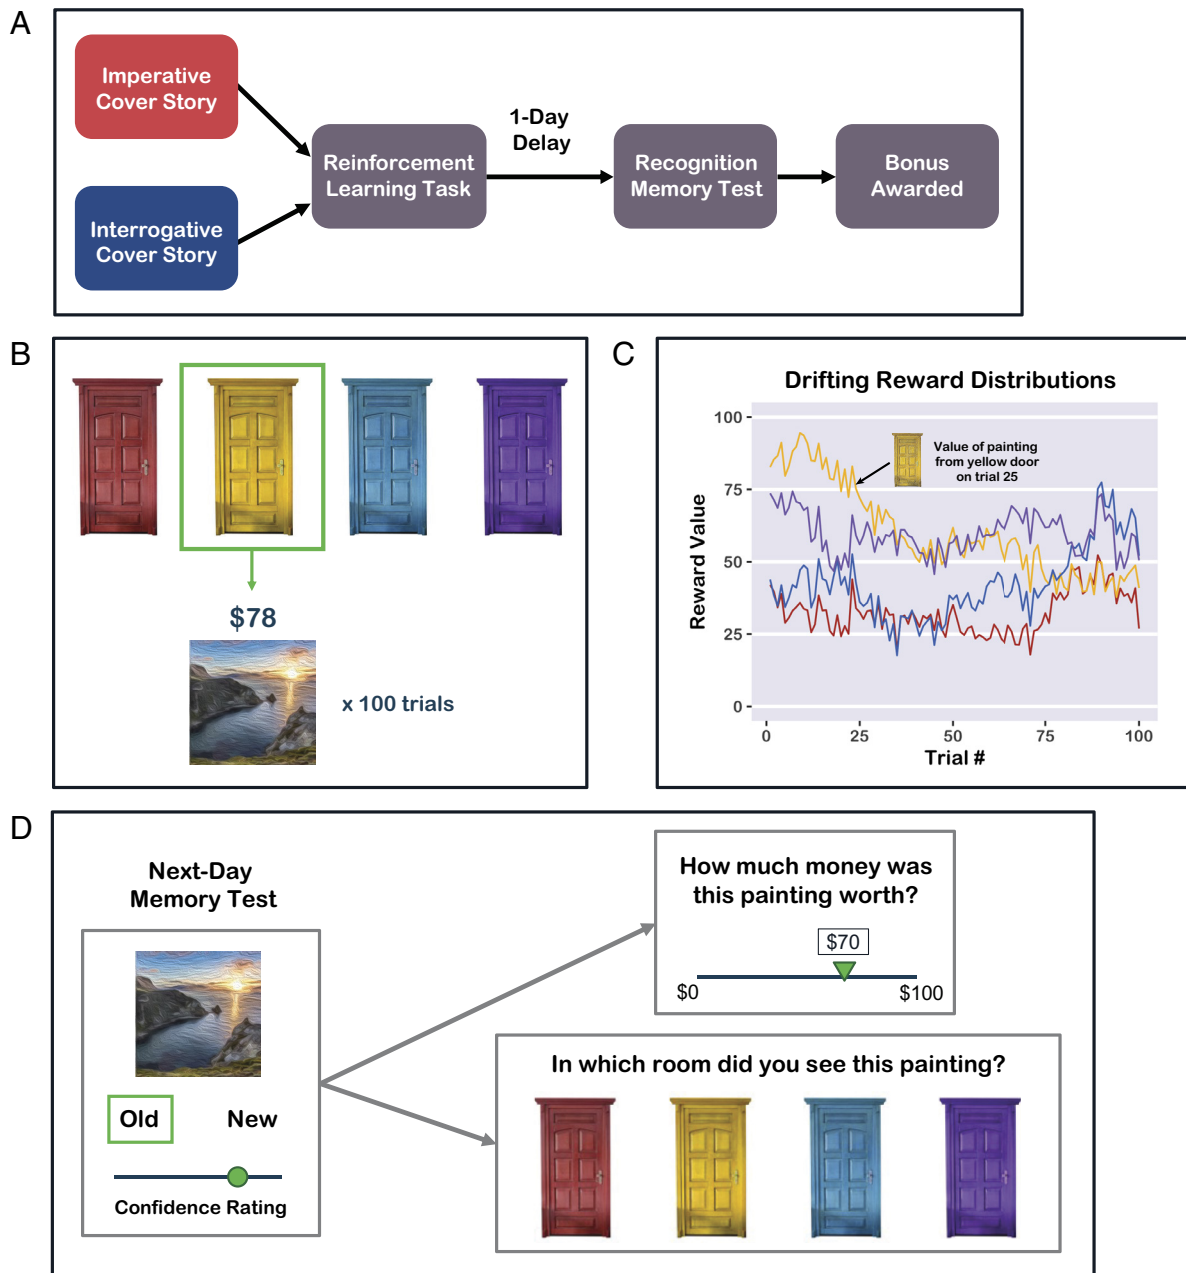 A
Imperative
Cover Story
Interrogative
Cover Story
Reinforcement
Learning Task
1-Day
Delay
Recognition
Memory Test
Bonus
Awarded
B
$78
x 100 trials
C
Drifting Reward Distributions
Reward Value
100
75
50
25
0
Value of painting
from yellow door
on trial 25
0
25
50
75
100
Trial #
D
Next-Day
Memory Test
Old
New
Confidence Rating
How much money was
this painting worth?
$70
$0
$100
In which room did you see this painting?